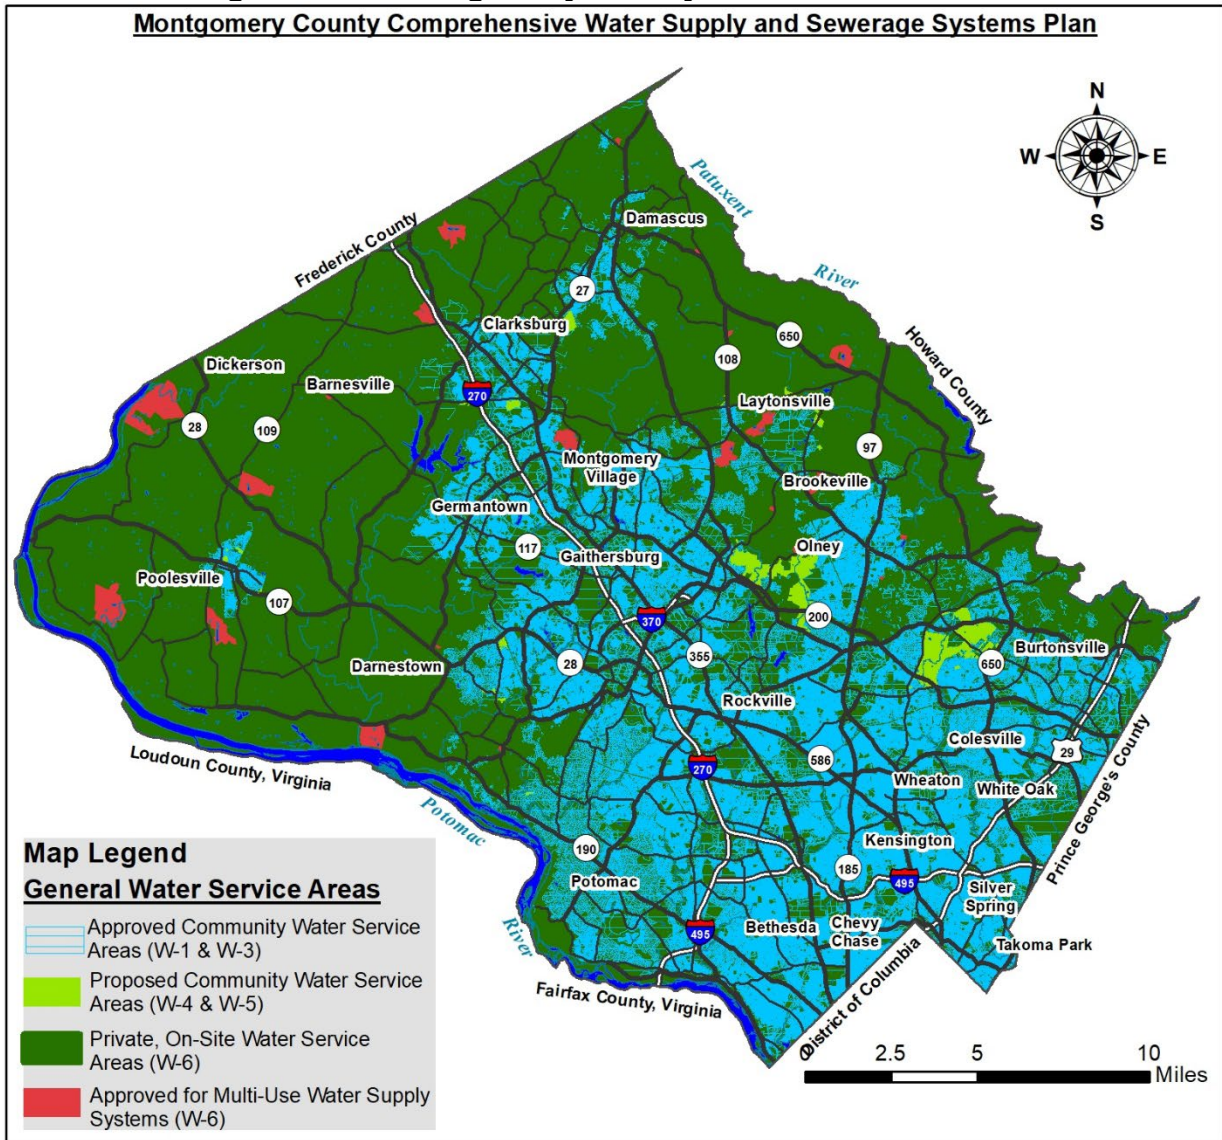 Montgomery County Comprehensive Water Supply and Sewerage Systems Plan
N
W
E
S
Patuxent
River
Damascus
Frederick County
27
Clarksburg
650
Howard County
108
Dickerson
Barnesville
270
Laytonsville
28
109
97
Montgomery
Village
Brookeville
Germantown
117
Gaithersburg
Olney
Poolesville
107
370
200
Darnestown
28
355
650
Burtonsville
Rockville
Colesville
29
Loudoun County, Virginia
270
586
Wheaton
White Oak
Prince George's County
Potomac
River
190
Potomac
Kensington
185
495
Silver
Spring
495
Bethesda
Chevy
Chase
Takoma Park
Fairfax County, Virginia
District of Columbia
Map Legend
General Water Service Areas
Approved Community Water Service
Areas (W-1 & W-3)
Proposed Community Water Service
Areas (W-4 & W-5)
Private, On-Site Water Service
Areas (W-6)
Approved for Multi-Use Water Supply
Systems (W-6)
0 2.5 5 10
Miles